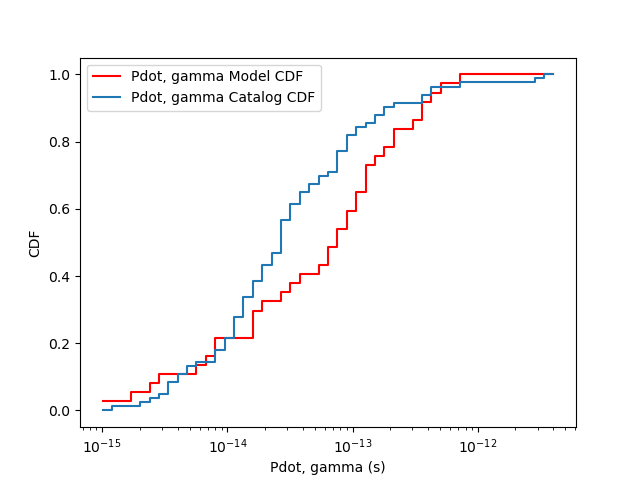 Pdot, gamma Model CDF
Pdot, gamma Catalog CDF
1.0
0.8
0.6
0.4
0.2
0.0
CDF
10⁻¹⁵
10⁻¹⁴
10⁻¹³
10⁻¹²
Pdot, gamma (s)